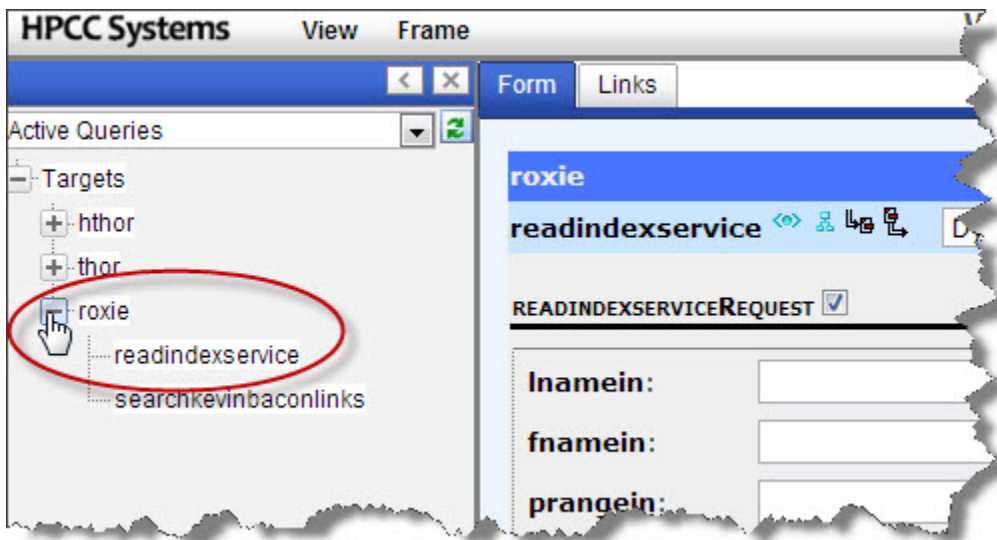 HPCC Systems View Frame
Form Links
Active Queries
Targets
hthor
thor
roxie
readindexservice
searchkevinbaconlinks
roxie
readindexservice
READINDEXSERVICEREQUEST
lnamein:
fnamein:
prangein: